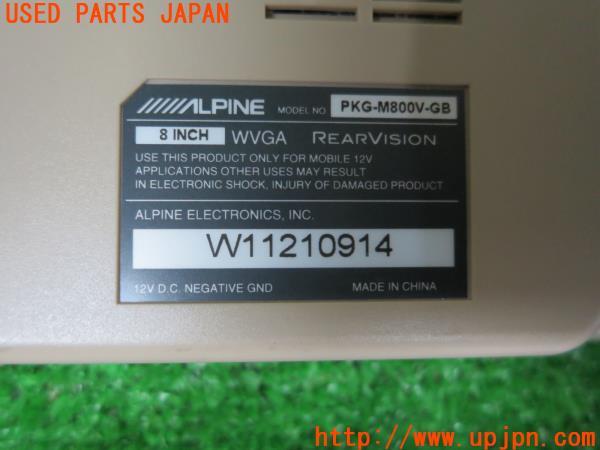 USED PARTS JAPAN
ALPINE MODEL NO PKG-M800V-GB
8 INCH WVGA REARVISION
USE THIS PRODUCT ONLY FOR MOBILE 12V
APPLICATIONS OTHER USES MAY RESULT
IN ELECTRONIC SHOCK, INJURY OF DAMAGED PRODUCT
ALPINE ELECTRONICS, INC.
W11210914
12V D.C. NEGATIVE GND MADE IN CHINA
http://www.upjpn.com/